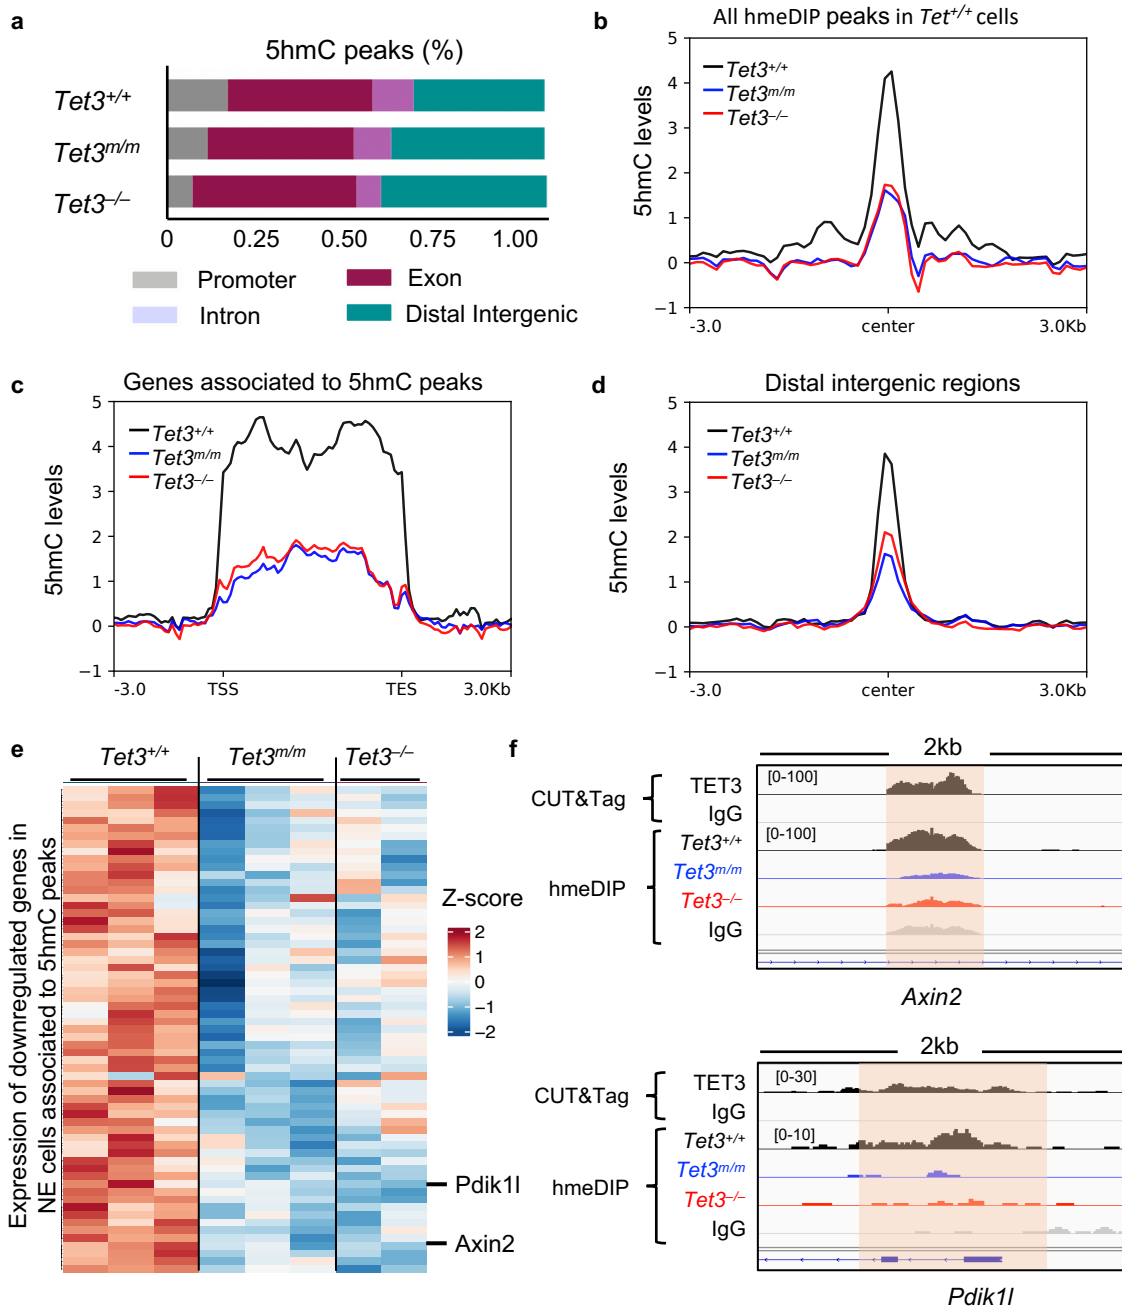 a
5hmC peaks (%)
Tet3+/+
Tet3m/m
Tet3–/–
0 0.25 0.50 0.75 1.00
Promoter Exon
Intron Distal Intergenic
b
All hmeDIP peaks in Tet+/+ cells
5hmC levels
5
4
3
2
1
0
−1
Tet3+/+
Tet3m/m
Tet3–/–
-3.0 center 3.0Kb
c
Genes associated to 5hmC peaks
5hmC levels
5
4
3
2
1
0
−1
Tet3+/+
Tet3m/m
Tet3–/–
-3.0 TSS TES 3.0Kb
d
Distal intergenic regions
5hmC levels
5
4
3
2
1
0
−1
Tet3+/+
Tet3m/m
Tet3–/–
-3.0 center 3.0Kb
e
Tet3+/+ Tet3m/m Tet3–/–
Expression of downregulated genes in
NE cells associated to 5hmC peaks
Z-score
2
1
0
−1
−2
Pdik1l
Axin2
f
2kb
CUT&Tag
TET3 [0-100]
IgG
hmeDIP
Tet3+/+ [0-100]
Tet3m/m
Tet3–/–
IgG
Axin2
2kb
CUT&Tag
TET3 [0-30]
IgG
hmeDIP
Tet3+/+ [0-10]
Tet3m/m
Tet3–/–
IgG
Pdik1l